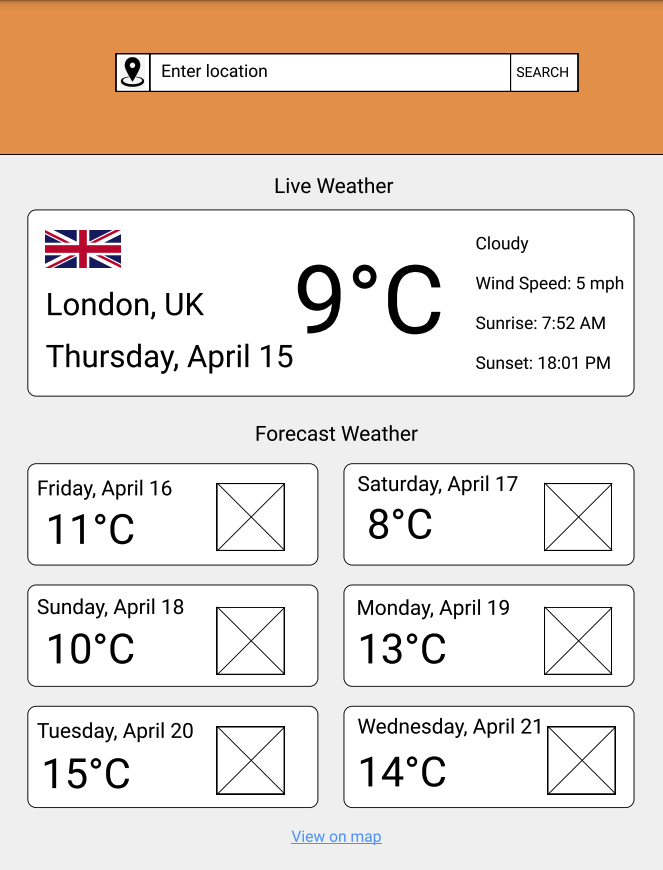 Enter location
SEARCH
Live Weather
London, UK
Thursday, April 15
9°C
Cloudy
Wind Speed: 5 mph
Sunrise: 7:52 AM
Sunset: 18:01 PM
Forecast Weather
Friday, April 16
11°C
Saturday, April 17
8°C
Sunday, April 18
10°C
Monday, April 19
13°C
Tuesday, April 20
15°C
Wednesday, April 21
14°C
View on map